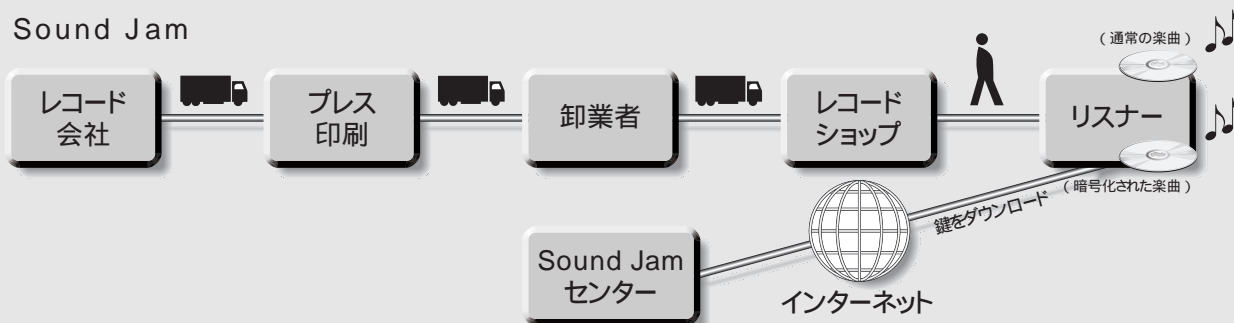 Sound Jam
(通常の楽曲)
レコード
会社
プレス
印刷
卸業者
レコード
ショップ
リスナー
(暗号化された楽曲)
鍵をダウンロード
Sound Jam
センター
インターネット